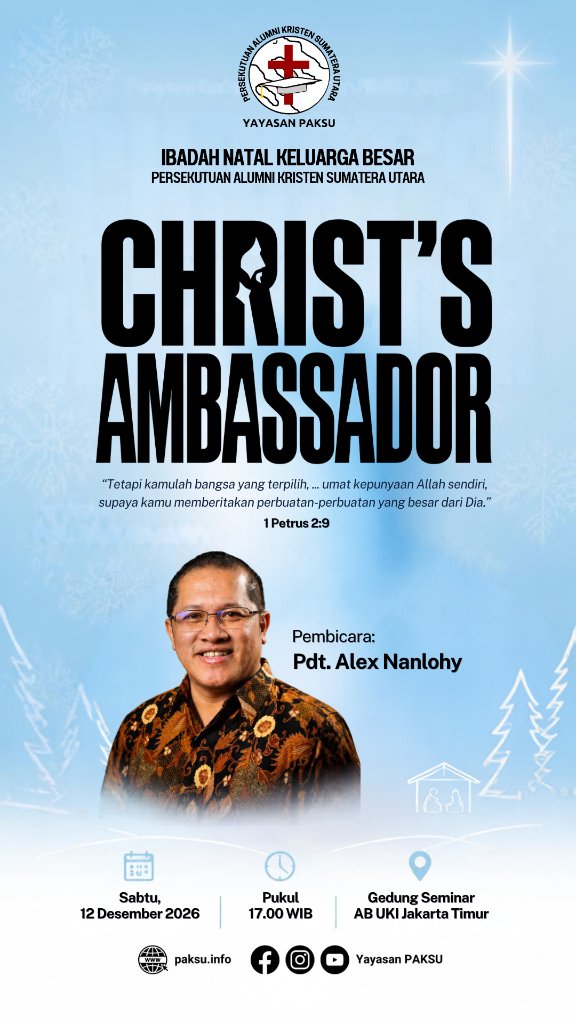 PERSEKUTUAN ALUMNI KRISTEN SUMATERA UTARA
YAYASAN PAKSU
IBADAH NATAL KELUARGA BESAR
PERSEKUTUAN ALUMNI KRISTEN SUMATERA UTARA
CHRIST'S
AMBASSADOR
“Tetapi kamulah bangsa yang terpilih, ... umat kepunyaan Allah sendiri,
supaya kamu memberitakan perbuatan-perbuatan yang besar dari Dia.”
1 Petrus 2:9
Pembicara:
Pdt. Alex Nanlohy
Sabtu,
12 Desember 2026
Pukul
17.00 WIB
Gedung Seminar
AB UKI Jakarta Timur
WWW
paksu.info
Yayasan PAKSU